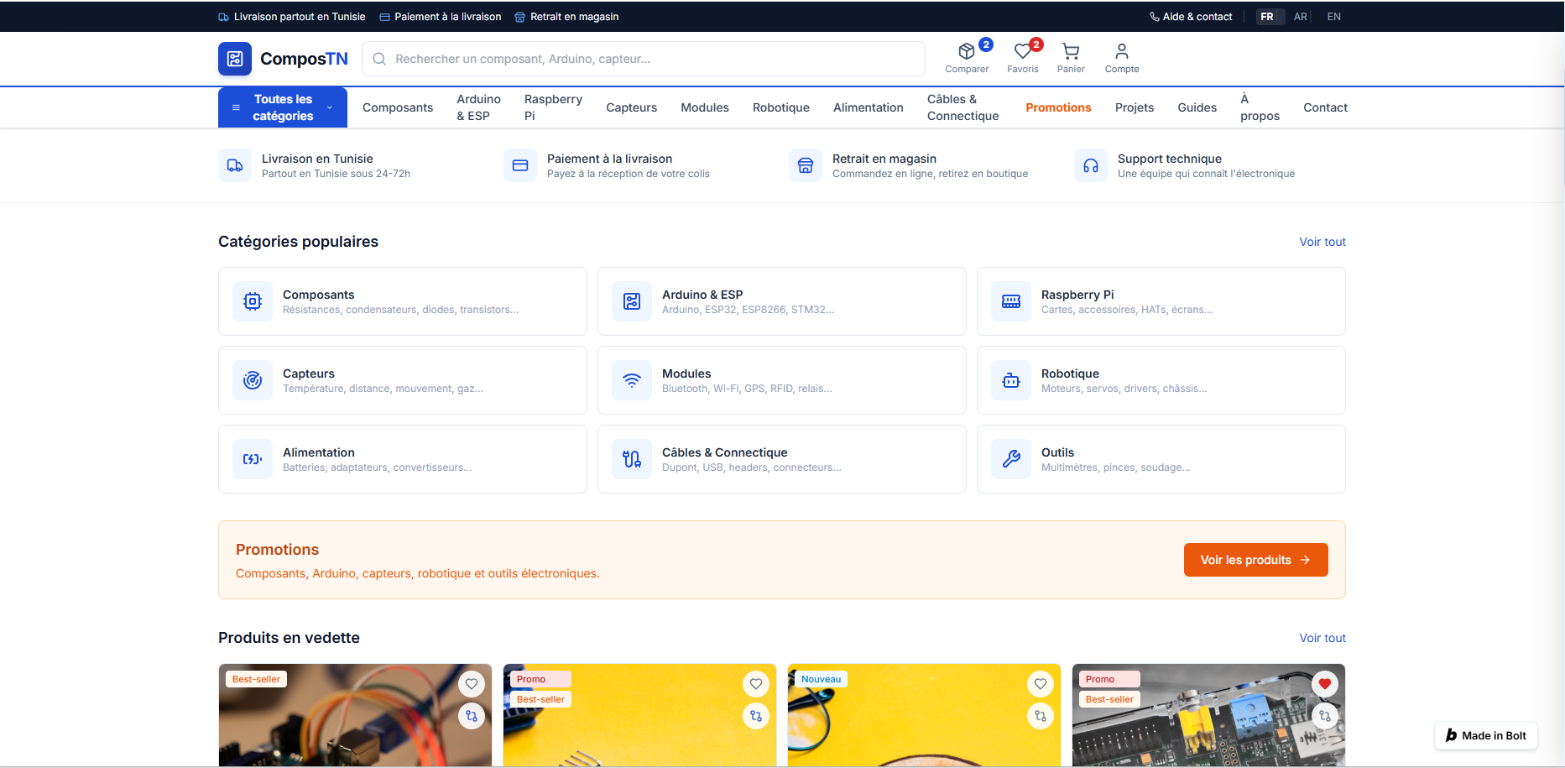 Livraison partout en Tunisie Paiement à la livraison Retrait en magasin Aide & contact FR AR EN
ComposTN Rechercher un composant, Arduino, capteur... 2 Comparer 2 Favoris Panier Compte
Toutes les catégories Composants Arduino & ESP Raspberry Pi Capteurs Modules Robotique Alimentation Câbles & Connectique Promotions Projets Guides À propos Contact
Livraison en Tunisie Paiement à la livraison Retrait en magasin Support technique
Partout en Tunisie sous 24-72h Payez à la réception de votre colis Commandez en ligne, retirez en boutique Une équipe qui connaît l'électronique
Catégories populaires Voir tout
Composants Arduino & ESP Raspberry Pi
Résistances, condensateurs, diodes, transistors... Arduino, ESP32, ESP8266, STM32... Cartes, accessoires, HATs, écrans...
Capteurs Modules Robotique
Température, distance, mouvement, gaz... Bluetooth, Wi-Fi, GPS, RFID, relais... Moteurs, servos, drivers, châssis...
Alimentation Câbles & Connectique Outils
Batteries, adaptateurs, convertisseurs... Dupont, USB, headers, connecteurs... Multimètres, pinces, soudage...
Promotions
Composants, Arduino, capteurs, robotique et outils électroniques. Voir les produits
Produits en vedette Voir tout
Best-seller Promo Nouveau Promo
Best-seller Best-seller
b Made in Bolt